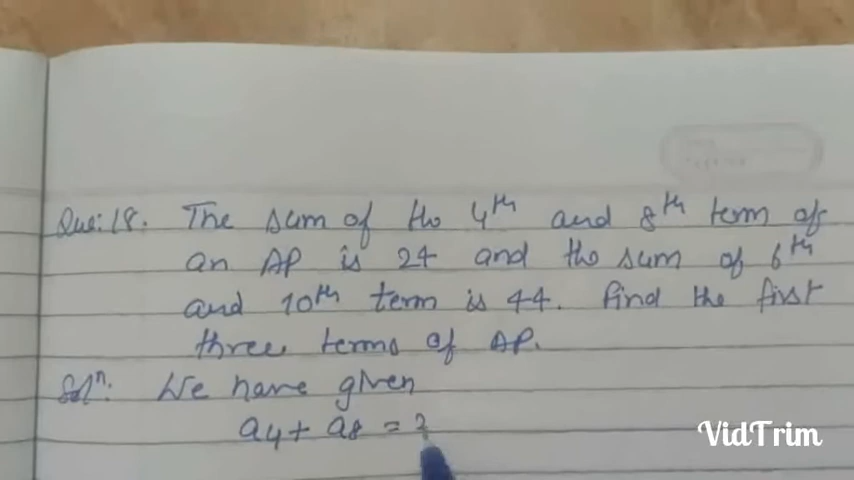 Que: 18. The sum of the 4th and 8th term of
an AP is 24 and the sum of 6th
and 10th term is 44. Find the first
three terms of AP.
Solⁿ: We have given
a4 + a8 = 2
VidTrim